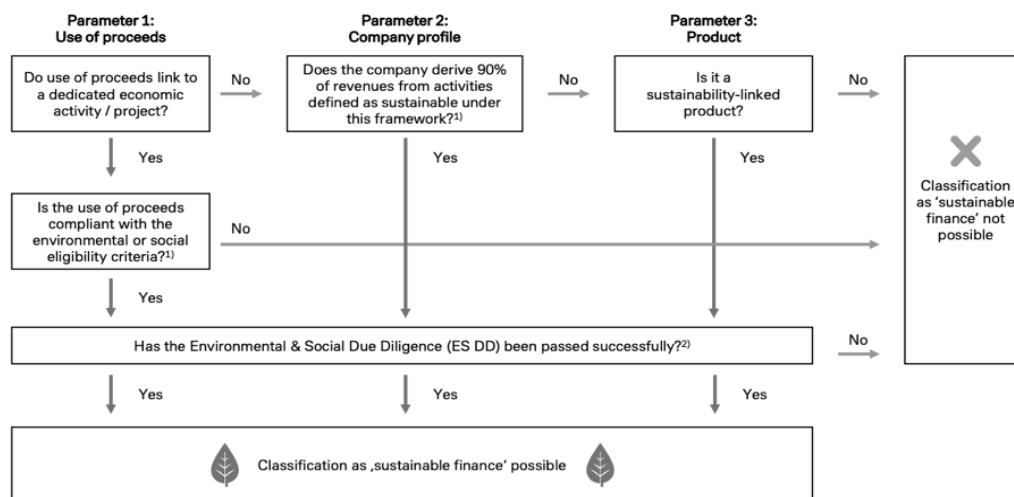 Parameter 1:
Use of proceeds
Parameter 2:
Company profile
Parameter 3:
Product
Do use of proceeds link to
a dedicated economic
activity / project?
No
Does the company derive 90%
of revenues from activities
defined as sustainable under
this framework?¹⁾
No
Is it a
sustainability-linked
product?
No
Yes
Yes
Yes
Classification
as 'sustainable
finance' not
possible
Is the use of proceeds
compliant with the
environmental or social
eligibility criteria?¹⁾
No
Yes
Has the Environmental & Social Due Diligence (ES DD) been passed successfully?²⁾
No
Yes
Yes
Yes
Classification as ‚sustainable finance' possible